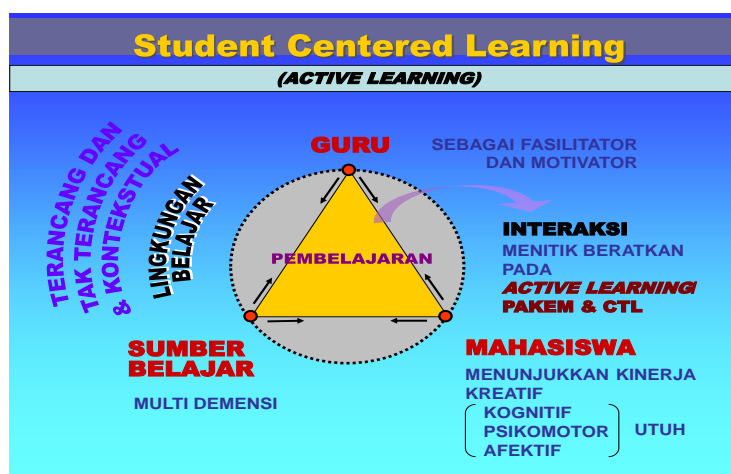 Student Centered Learning
(ACTIVE LEARNING)
GURU
SEBAGAI FASILITATOR
DAN MOTIVATOR
TERANCANG DAN
TAK TERANCANG
& KONTEKSTUAL
LINGKUNGAN
BELAJAR
PEMBELAJARAN
INTERAKSI
MENITIK BERATKAN
PADA
ACTIVE LEARNING
PAKEM & CTL
SUMBER
BELAJAR
MULTI DEMENSI
MAHASISWA
MENUNJUKKAN KINERJA
KREATIF
KOGNITIF
PSIKOMOTOR
AFEKTIF
UTUH